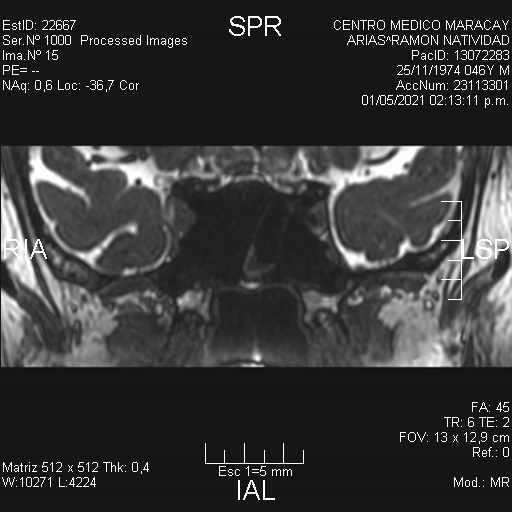 EstID: 22667
Ser.Nº 1000 Processed Images
Ima.Nº 15
PE= --
NAq: 0,6 Loc: -36,7 Cor
SPR
CENTRO MEDICO MARACAY
ARIAS^RAMON NATIVIDAD
PacID: 13072283
25/11/1974 046Y M
AccNum: 23113301
01/05/2021 02:13:11 p.m.
RIA
LSP
Matriz 512 x 512 Thk: 0,4
W:10271 L:4224
Esc 1=5 mm
IAL
FA: 45
TR: 6 TE: 2
FOV: 13 x 12,9 cm
Ref.: 0
Mod.: MR